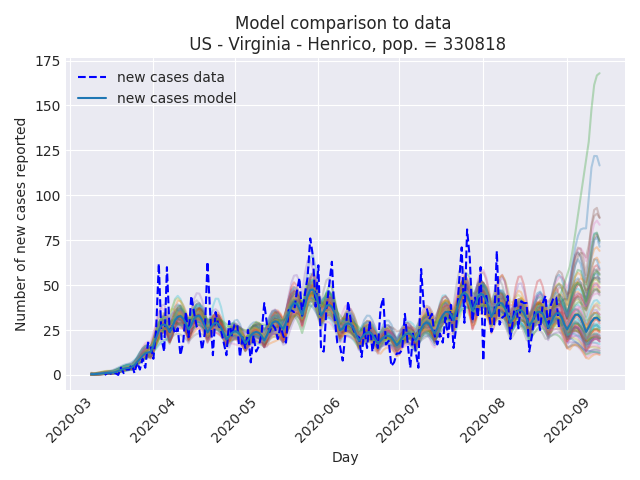 Model comparison to data
US - Virginia - Henrico, pop. = 330818
new cases data
new cases model
Number of new cases reported
175
150
125
100
75
50
25
0
2020-03
2020-04
2020-05
2020-06
2020-07
2020-08
2020-09
Day